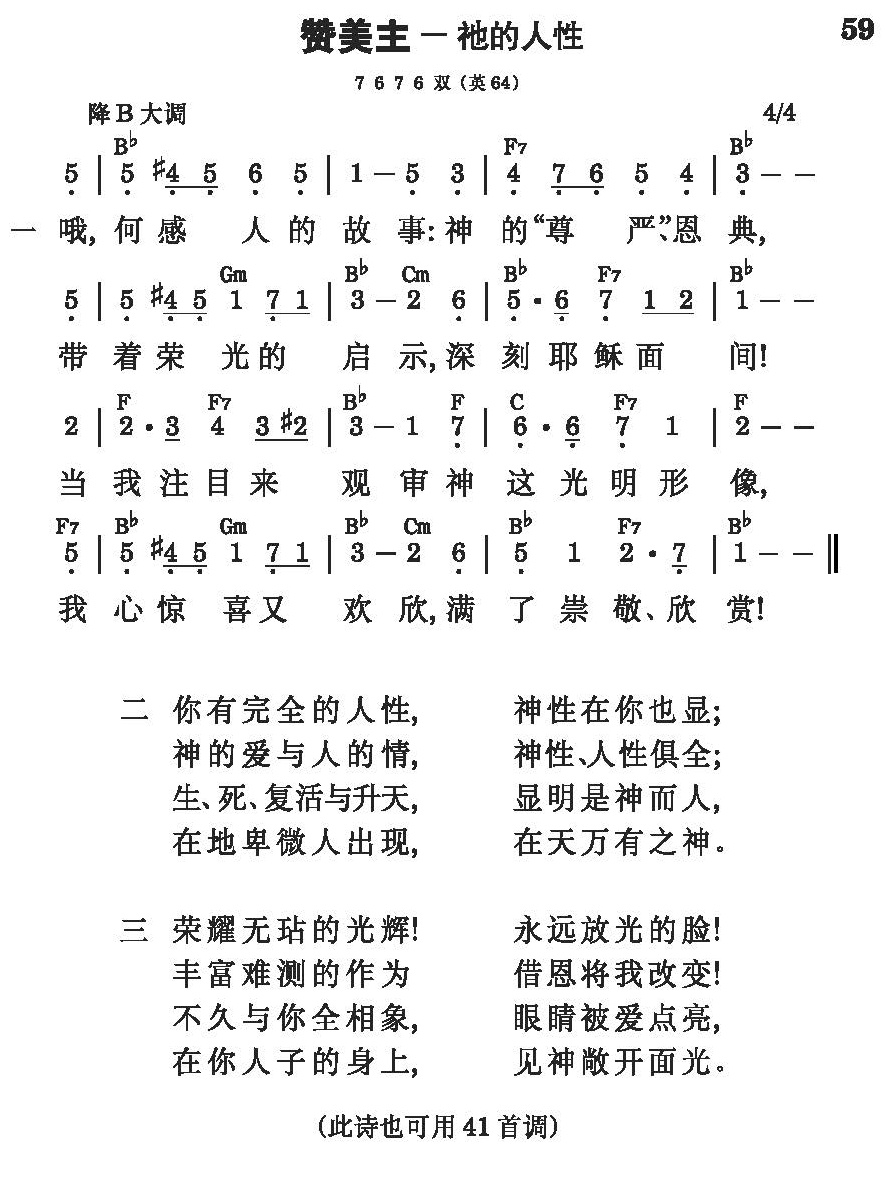 赞美主－祂的人性 59
7 6 7 6 双（英64）
降B大调 4/4
B♭ F7 B♭
5 | 5 #4 5 6 5 | 1 － 5 3 | 4 7 6 5 4 | 3 － －
一 哦,何感 人的故事:神的“尊 严”、恩典,
Gm B♭ Cm B♭ F7 B♭
5 | 5 #4 5 1 7 1 | 3 － 2 6 | 5 · 6 7 1 2 | 1 － －
带着荣光的启示,深刻耶稣面间!
F F7 B♭ F C F7 F
2 | 2 · 3 4 3 #2 | 3 － 1 7 | 6 · 6 7 1 | 2 － －
当我注目来观审神这光明形像,
F7 B♭ Gm B♭ Cm B♭ F7 B♭
5 | 5 #4 5 1 7 1 | 3 － 2 6 | 5 1 2 · 7 | 1 － － ‖
我心惊喜又欢欣,满了崇敬、欣赏!
二 你有完全的人性, 神性在你也显;
神的爱与人的情, 神性、人性俱全;
生、死、复活与升天, 显明是神而人,
在地卑微人出现, 在天万有之神。
三 荣耀无玷的光辉! 永远放光的脸!
丰富难测的作为 借恩将我改变!
不久与你全相象, 眼睛被爱点亮,
在你人子的身上, 见神敞开面光。
(此诗也可用41首调)